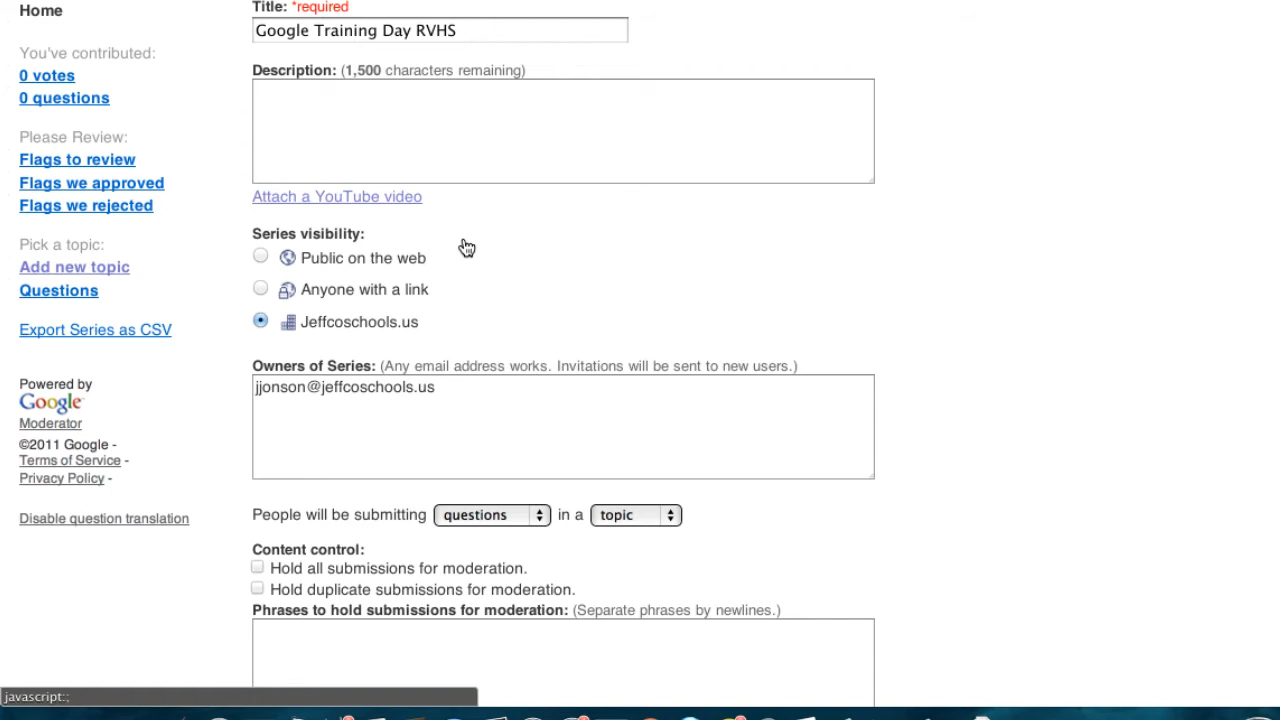 Home
You've contributed:
0 votes
0 questions
Please Review:
Flags to review
Flags we approved
Flags we rejected
Pick a topic:
Add new topic
Questions
Export Series as CSV
Powered by
Google
Moderator
©2011 Google -
Terms of Service -
Privacy Policy -
Disable question translation
Title: *required
Google Training Day RVHS
Description: (1,500 characters remaining)
Attach a YouTube video
Series visibility:
Public on the web
Anyone with a link
Jeffcoschools.us
Owners of Series: (Any email address works. Invitations will be sent to new users.)
jjonson@jeffcoschools.us
People will be submitting questions in a topic
Content control:
Hold all submissions for moderation.
Hold duplicate submissions for moderation.
Phrases to hold submissions for moderation: (Separate phrases by newlines.)
javascript:;